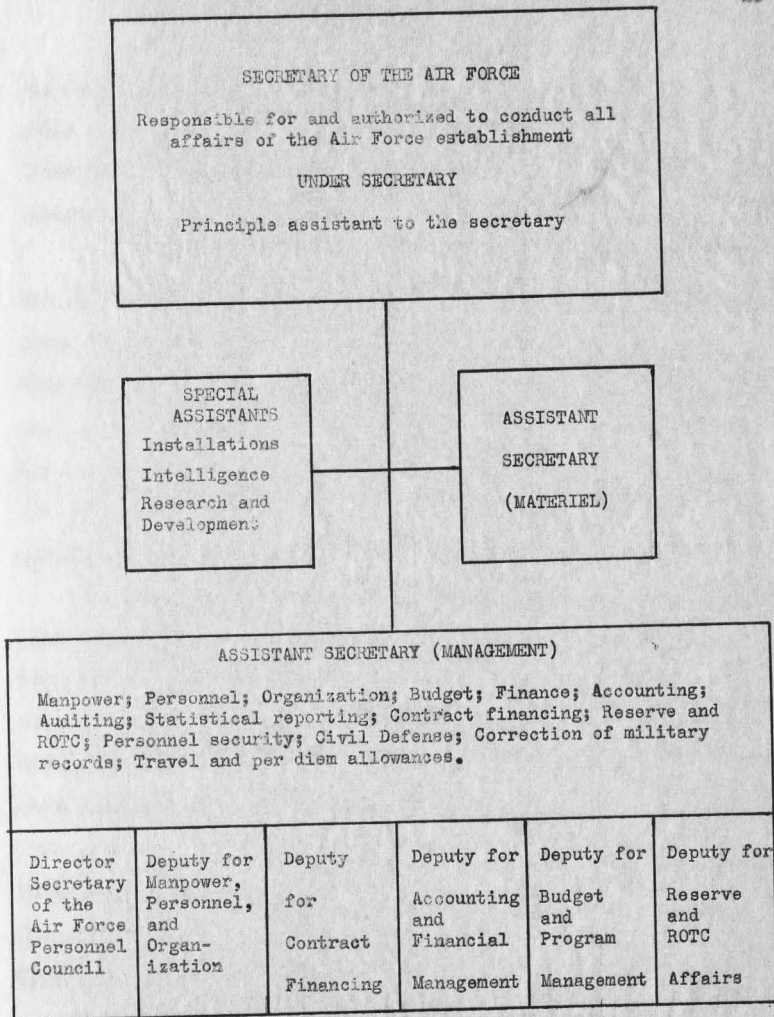 SECRETARY OF THE AIR FORCE
Responsible for and authorized to conduct all
affairs of the Air Force establishment
UNDER SECRETARY
Principle assistant to the secretary
SPECIAL
ASSISTANTS
Installations
Intelligence
Research and
Development
ASSISTANT
SECRETARY
(MATERIEL)
ASSISTANT SECRETARY (MANAGEMENT)
Manpower; Personnel; Organization; Budget; Finance; Accounting;
Auditing; Statistical reporting; Contract financing; Reserve and
ROTC; Personnel security; Civil Defense; Correction of military
records; Travel and per diem allowances.
Director
Secretary
of the
Air Force
Personnel
Council
Deputy for
Manpower,
Personnel,
and
Organ-
ization
Deputy
for
Contract
Financing
Deputy for
Accounting
and
Financial
Management
Deputy for
Budget
and
Program
Management
Deputy for
Reserve
and
ROTC
Affairs